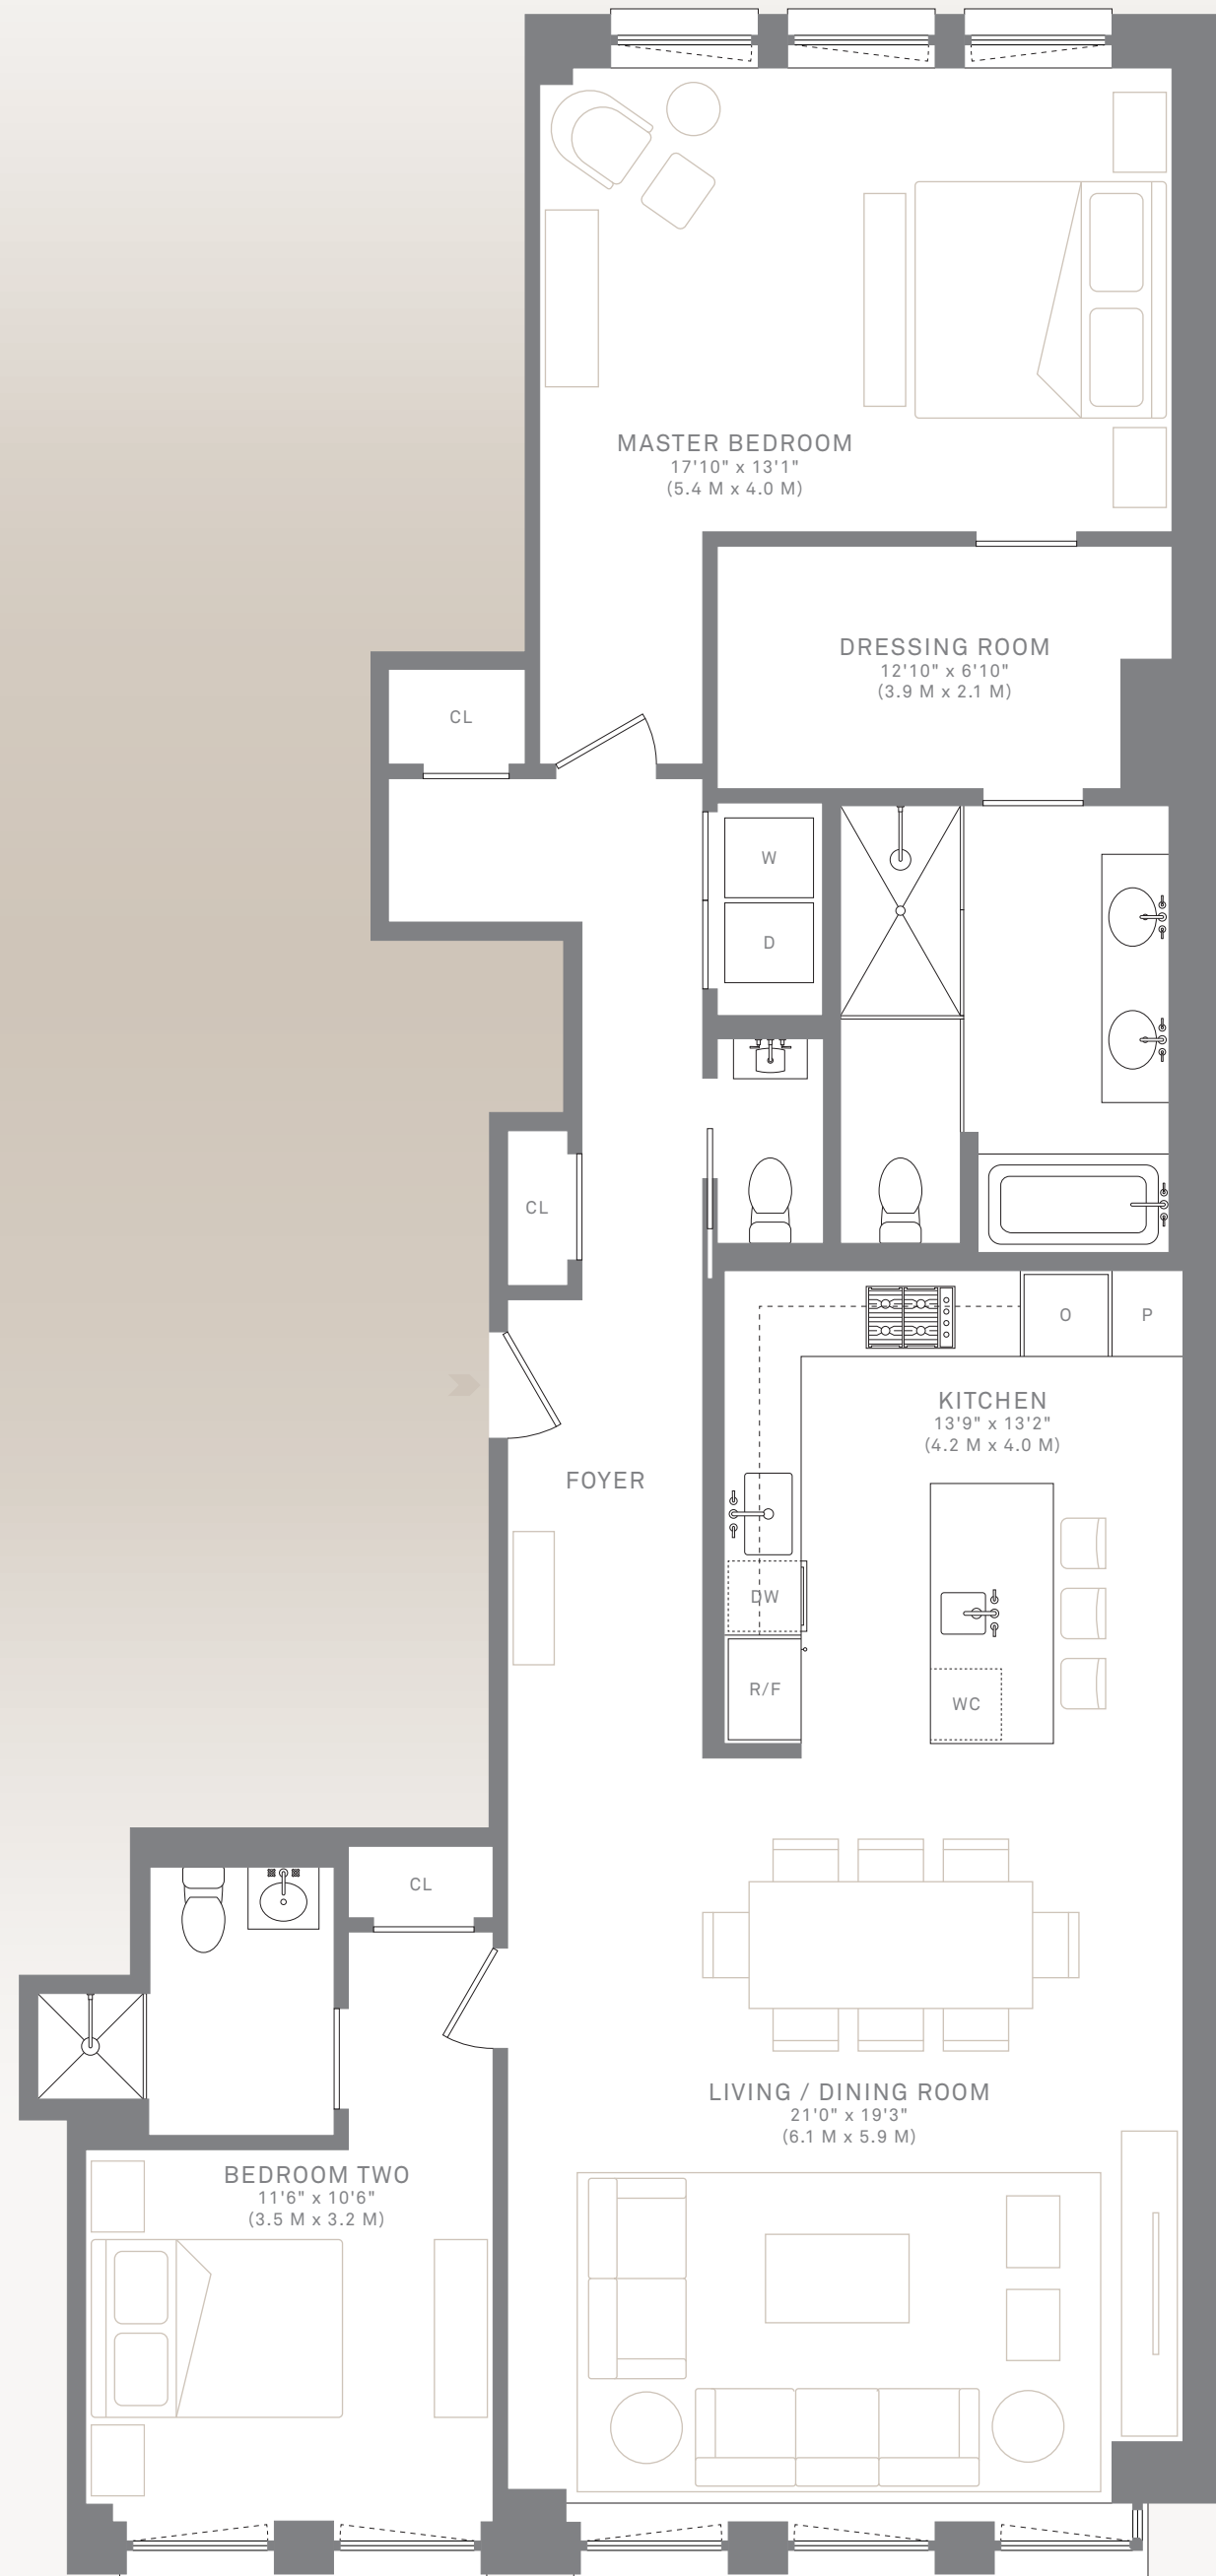 MASTER BEDROOM
17'10" x 13'1"
(5.4 M x 4.0 M)
DRESSING ROOM
12'10" x 6'10"
(3.9 M x 2.1 M)
CL
W
D
CL
O
P
KITCHEN
13'9" x 13'2"
(4.2 M x 4.0 M)
FOYER
DW
R/F
WC
CL
LIVING / DINING ROOM
21'0" x 19'3"
(6.1 M x 5.9 M)
BEDROOM TWO
11'6" x 10'6"
(3.5 M x 3.2 M)